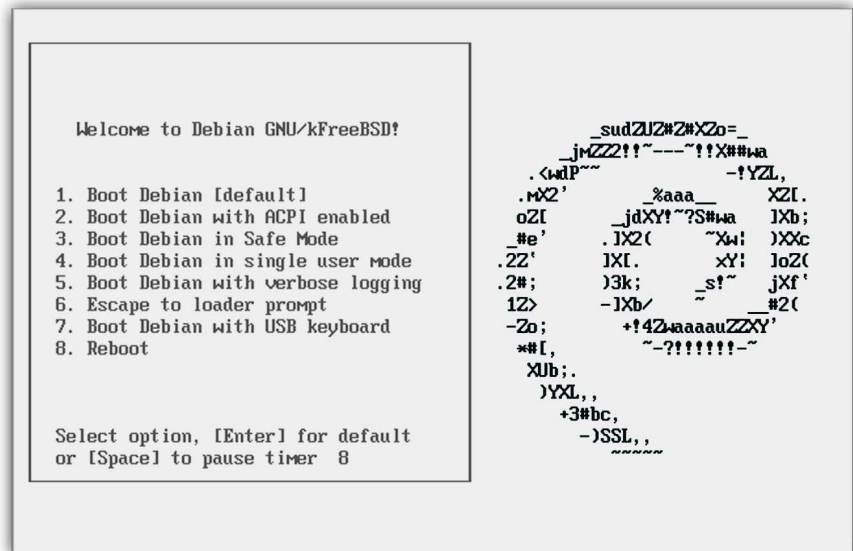 Welcome to Debian GNU/kFreeBSD!
1. Boot Debian [default]
2. Boot Debian with ACPI enabled
3. Boot Debian in Safe Mode
4. Boot Debian in single user mode
5. Boot Debian with verbose logging
6. Escape to loader prompt
7. Boot Debian with USB keyboard
8. Reboot
Select option, [Enter] for default
or [Space] to pause timer  8